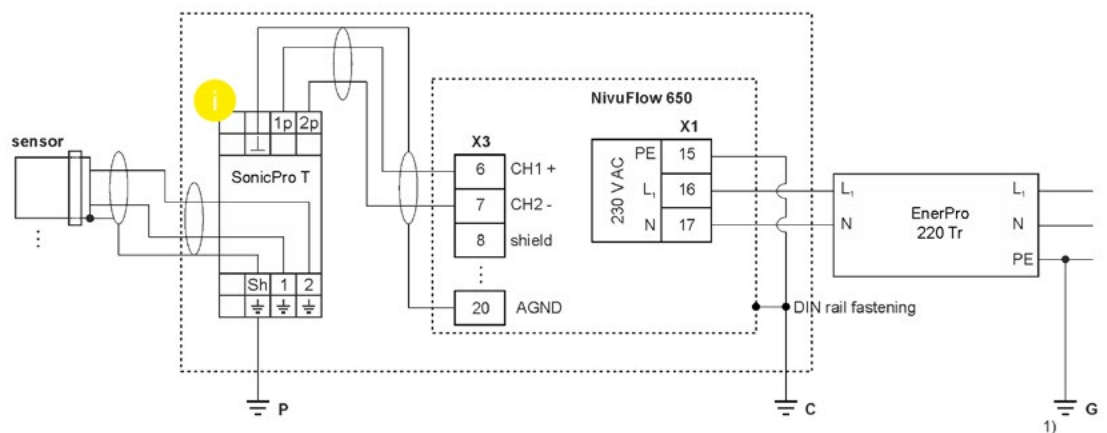 i
1p 2p
NivuFlow 650
sensor
X3
X1
SonicPro T
230 V AC
PE 15
6 CH1 +
L₁ 16
L₁ L₁
7 CH2 -
EnerPro
220 Tr
N 17
N N
8 shield
PE
Sh 1 2
20 AGND
DIN rail fastening
P
C
G
1)